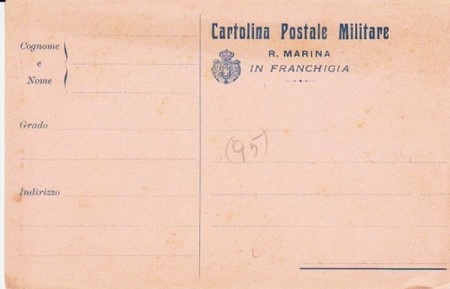 Cognome
e
Nome
Grado
Indirizzo
Cartolina Postale Militare
R. MARINA
IN FRANCHIGIA
(95)